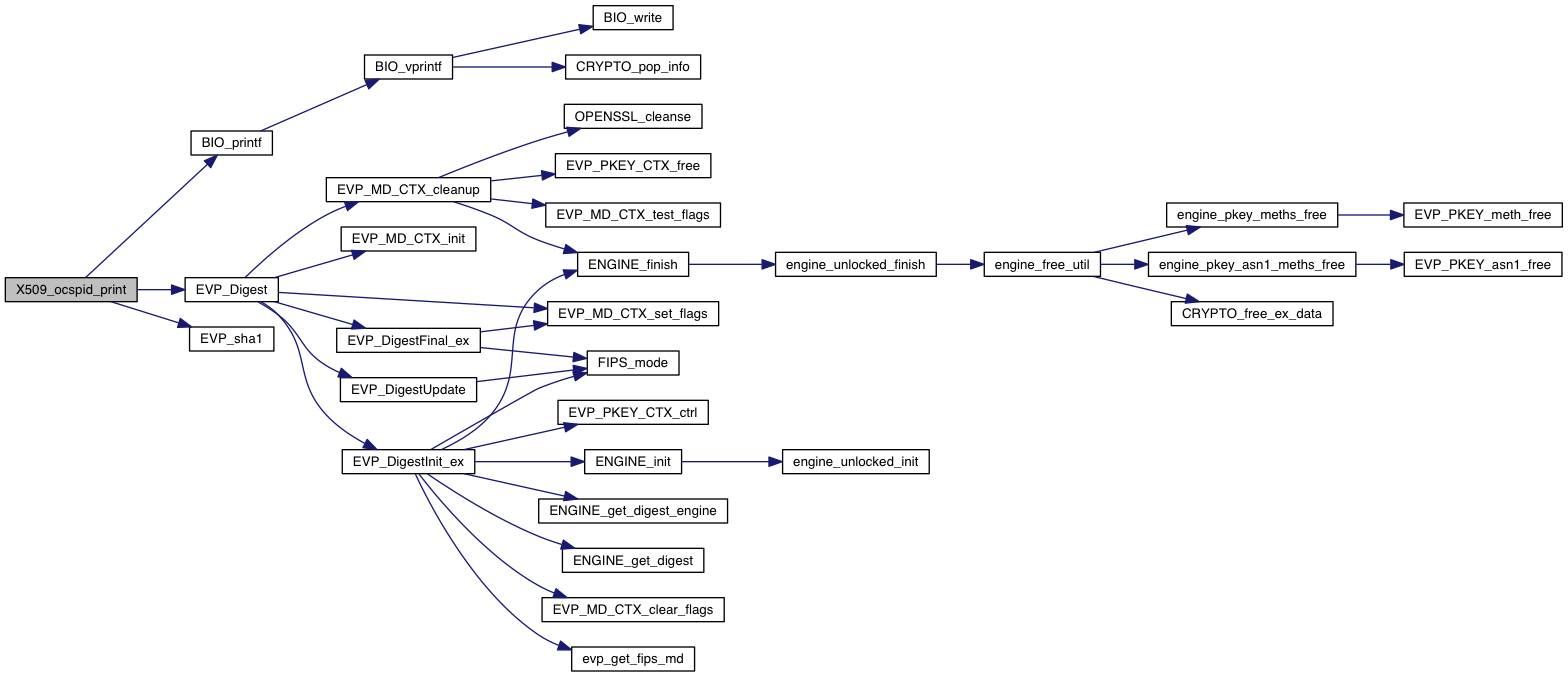 BIO_write
BIO_vprintf
CRYPTO_pop_info
OPENSSL_cleanse
BIO_printf
EVP_PKEY_CTX_free
EVP_MD_CTX_cleanup
EVP_MD_CTX_test_flags
engine_pkey_meths_free
EVP_PKEY_meth_free
EVP_MD_CTX_init
ENGINE_finish
engine_unlocked_finish
engine_free_util
engine_pkey_asn1_meths_free
EVP_PKEY_asn1_free
X509_ocspid_print
EVP_Digest
EVP_MD_CTX_set_flags
CRYPTO_free_ex_data
EVP_sha1
EVP_DigestFinal_ex
FIPS_mode
EVP_DigestUpdate
EVP_PKEY_CTX_ctrl
EVP_DigestInit_ex
ENGINE_init
engine_unlocked_init
ENGINE_get_digest_engine
ENGINE_get_digest
EVP_MD_CTX_clear_flags
evp_get_fips_md